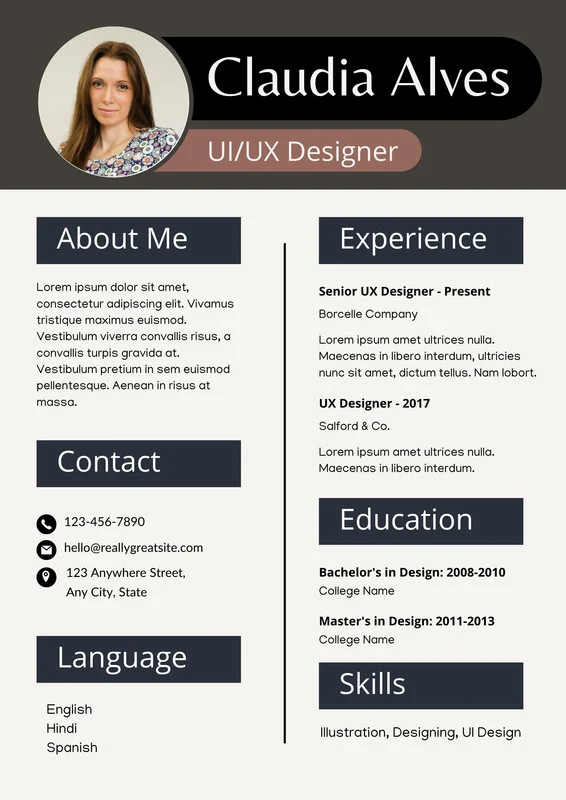 Claudia Alves
UI/UX Designer
About Me
Lorem ipsum dolor sit amet,
consectetur adipiscing elit. Vivamus
tristique maximus euismod.
Vestibulum viverra convallis risus, a
convallis turpis gravida at.
Vestibulum pretium in sem euismod
pellentesque. Aenean in risus at
massa.
Contact
123-456-7890
hello@reallygreatsite.com
123 Anywhere Street,
Any City, State
Language
English
Hindi
Spanish
Experience
Senior UX Designer - Present
Borcelle Company
Lorem ipsum amet ultrices nulla.
Maecenas in libero interdum, ultricies
nunc sit amet, dictum tellus. Nam lobort.
UX Designer - 2017
Salford & Co.
Lorem ipsum amet ultrices nulla.
Maecenas in libero interdum.
Education
Bachelor's in Design: 2008-2010
College Name
Master's in Design: 2011-2013
College Name
Skills
Illustration, Designing, UI Design